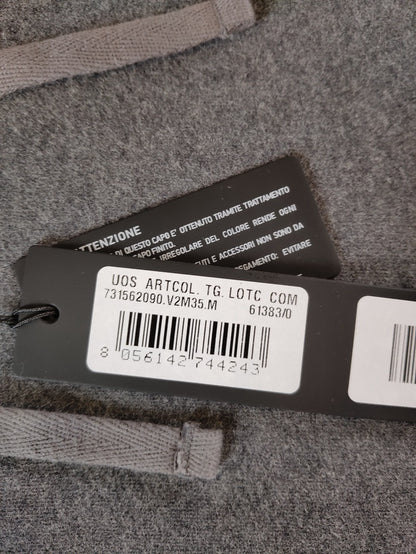 ATTENZIONE
DI QUESTO CAPO E' OTTENUTO TRAMITE TRATTAMENTO
CAPO FINITO.
IRREGOLARE DEL COLORE RENDE OGNI
TI E ACCESSORI NON SONO DA
EGAMENTO: EVITARE
UOS ARTCOL. TG. LOTC COM
731562090.V2M35.M 61383/0
8 056142 744243